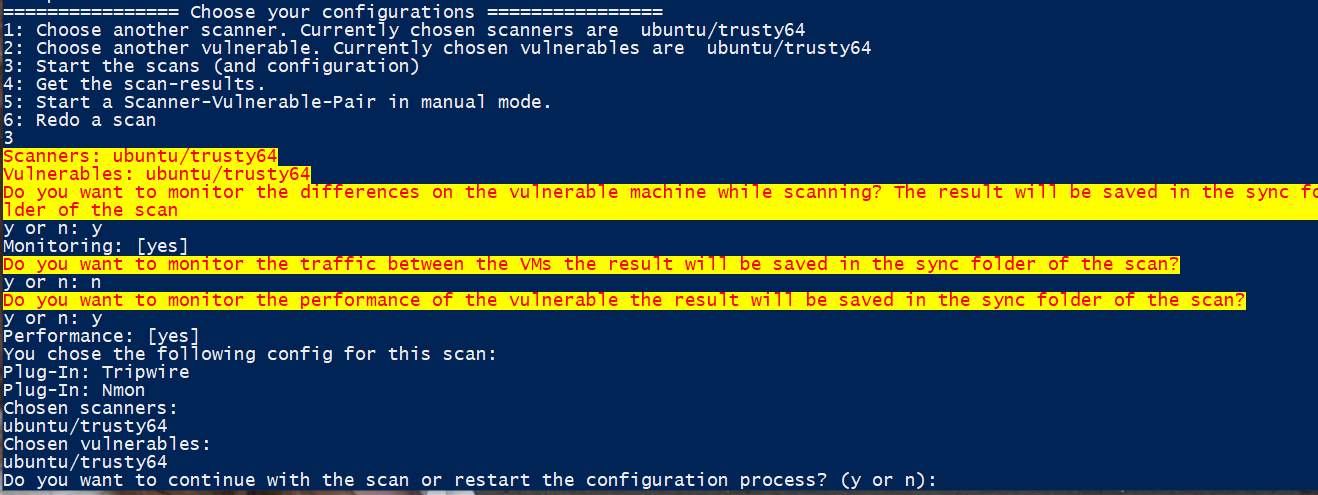 ================ Choose your configurations ================
1: Choose another scanner. Currently chosen scanners are  ubuntu/trusty64
2: Choose another vulnerable. Currently chosen vulnerables are  ubuntu/trusty64
3: Start the scans (and configuration)
4: Get the scan-results.
5: Start a Scanner-Vulnerable-Pair in manual mode.
6: Redo a scan
3
Scanners: ubuntu/trusty64
Vulnerables: ubuntu/trusty64
Do you want to monitor the differences on the vulnerable machine while scanning? The result will be saved in the sync fo
lder of the scan
y or n: y
Monitoring: [yes]
Do you want to monitor the traffic between the VMs the result will be saved in the sync folder of the scan?
y or n: n
Do you want to monitor the performance of the vulnerable the result will be saved in the sync folder of the scan?
y or n: y
Performance: [yes]
You chose the following config for this scan:
Plug-In: Tripwire
Plug-In: Nmon
Chosen scanners:
ubuntu/trusty64
Chosen vulnerables:
ubuntu/trusty64
Do you want to continue with the scan or restart the configuration process? (y or n):